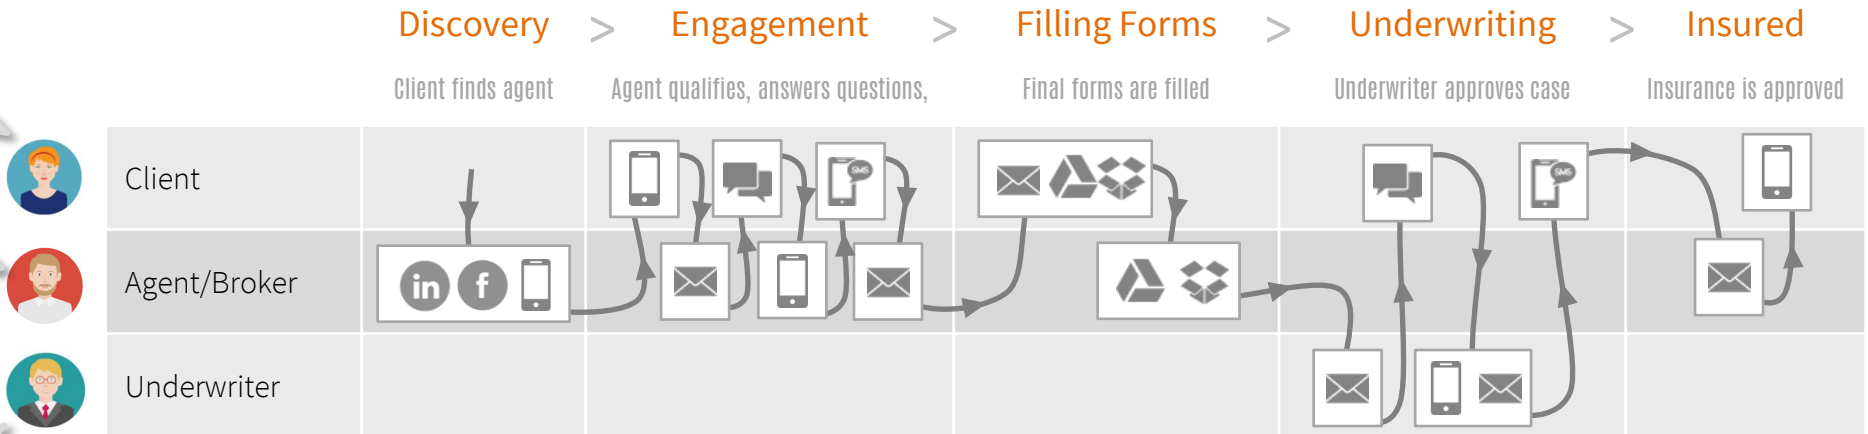 Discovery > Engagement > Filling Forms > Underwriting > Insured
Client finds agent Agent qualifies, answers questions, Final forms are filled Underwriter approves case Insurance is approved
Client
SMS
SMS
Agent/Broker
in f
Underwriter